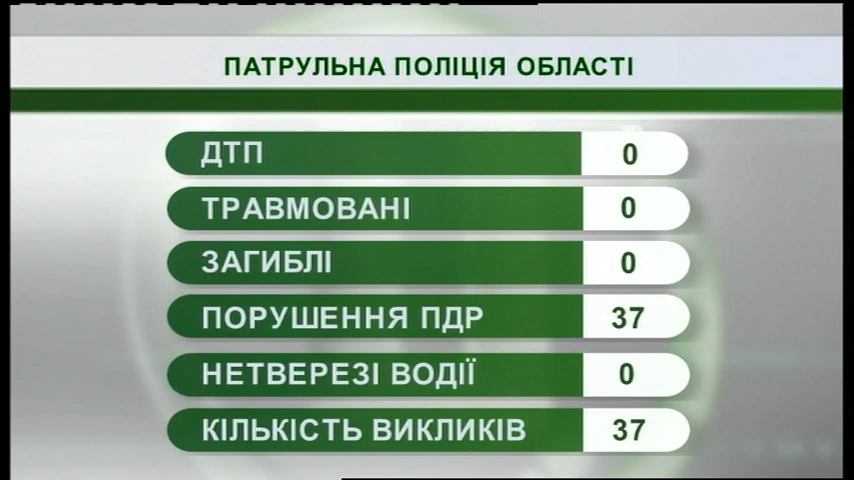 ПАТРУЛЬНА ПОЛІЦІЯ ОБЛАСТІ
ДТП 0
ТРАВМОВАНІ 0
ЗАГИБЛІ 0
ПОРУШЕННЯ ПДР 37
НЕТВЕРЕЗІ ВОДІЇ 0
КІЛЬКІСТЬ ВИКЛИКІВ 37